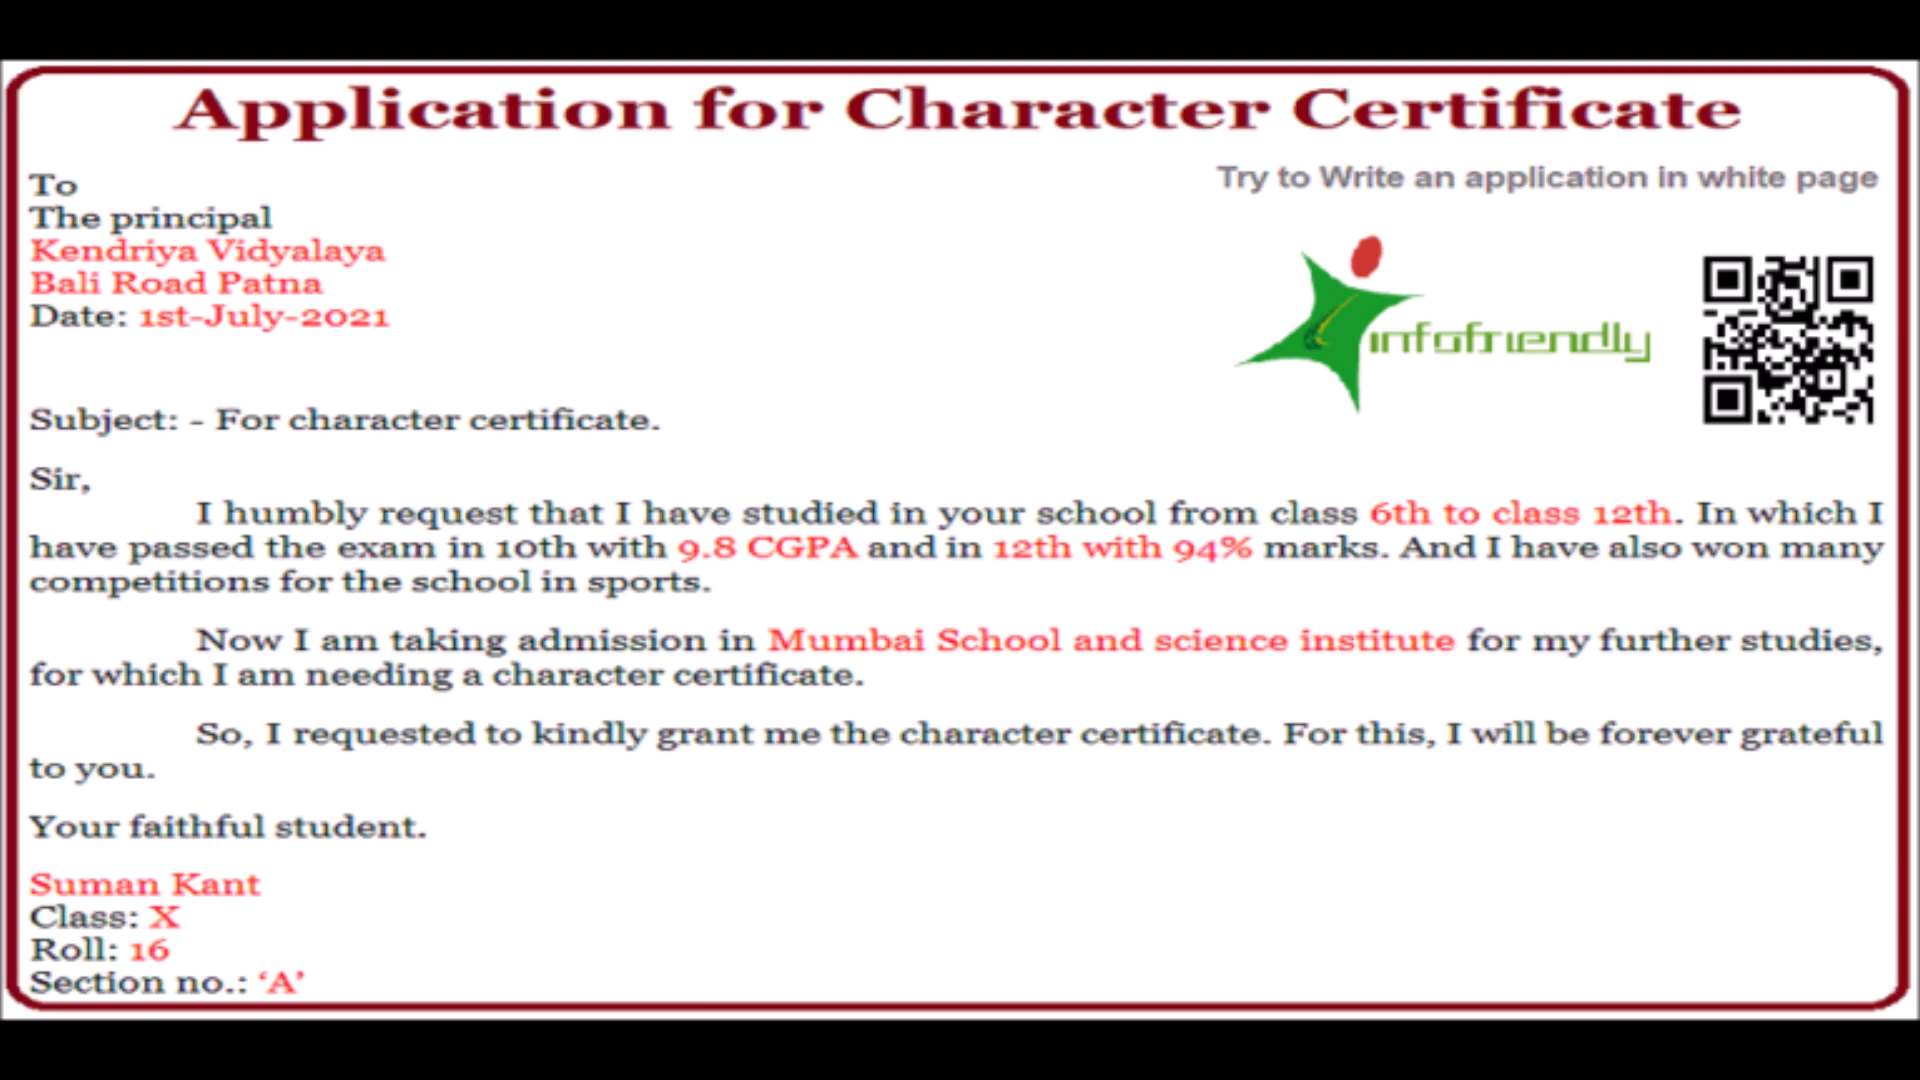 Application for Character Certificate
Try to Write an application in white page
To
The principal
Kendriya Vidyalaya
Bali Road Patna
Date: 1st-July-2021
infofriendly
Subject: - For character certificate.
Sir,
I humbly request that I have studied in your school from class 6th to class 12th. In which I
have passed the exam in 10th with 9.8 CGPA and in 12th with 94% marks. And I have also won many
competitions for the school in sports.
Now I am taking admission in Mumbai School and science institute for my further studies,
for which I am needing a character certificate.
So, I requested to kindly grant me the character certificate. For this, I will be forever grateful
to you.
Your faithful student.
Suman Kant
Class: X
Roll: 16
Section no.: ‘A’